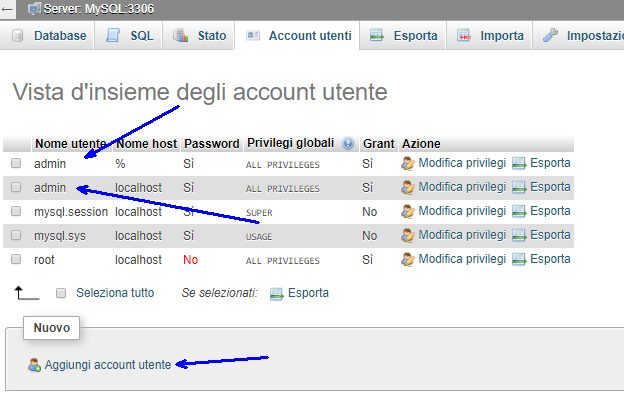 Server: MySQL:3306
Database SQL Stato Account utenti Esporta Importa Impostazio
Vista d'insieme degli account utente
Nome utente Nome host Password Privilegi globali Grant Azione
admin % Sì ALL PRIVILEGES Sì Modifica privilegi Esporta
admin localhost Sì ALL PRIVILEGES Sì Modifica privilegi Esporta
mysql.session localhost Sì SUPER No Modifica privilegi Esporta
mysql.sys localhost Sì USAGE No Modifica privilegi Esporta
root localhost No ALL PRIVILEGES Sì Modifica privilegi Esporta
Seleziona tutto Se selezionati: Esporta
Nuovo
Aggiungi account utente